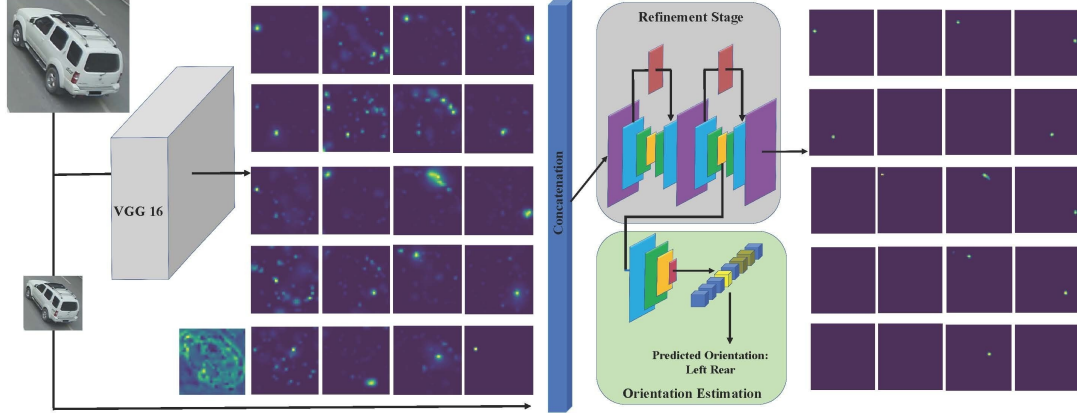 Refinement Stage
VGG 16
Concatenation
Predicted Orientation:
Left Rear
Orientation Estimation